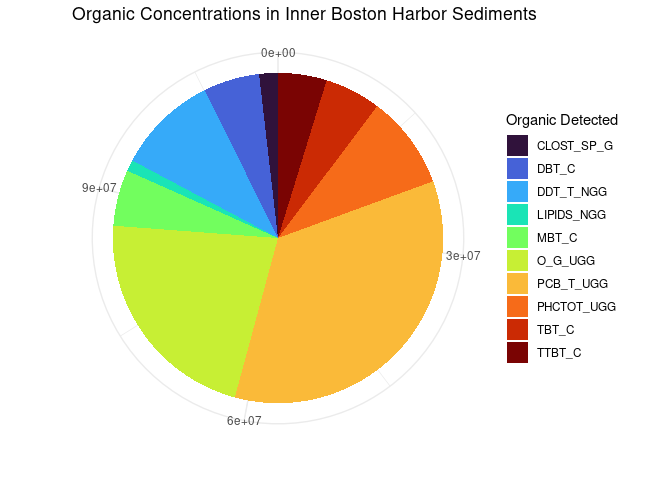 Organic Concentrations in Inner Boston Harbor Sediments
0e+00
9e+07
3e+07
6e+07
Organic Detected
CLOST_SP_G
DBT_C
DDT_T_NGG
LIPIDS_NGG
MBT_C
O_G_UGG
PCB_T_UGG
PHCTOT_UGG
TBT_C
TTBT_C